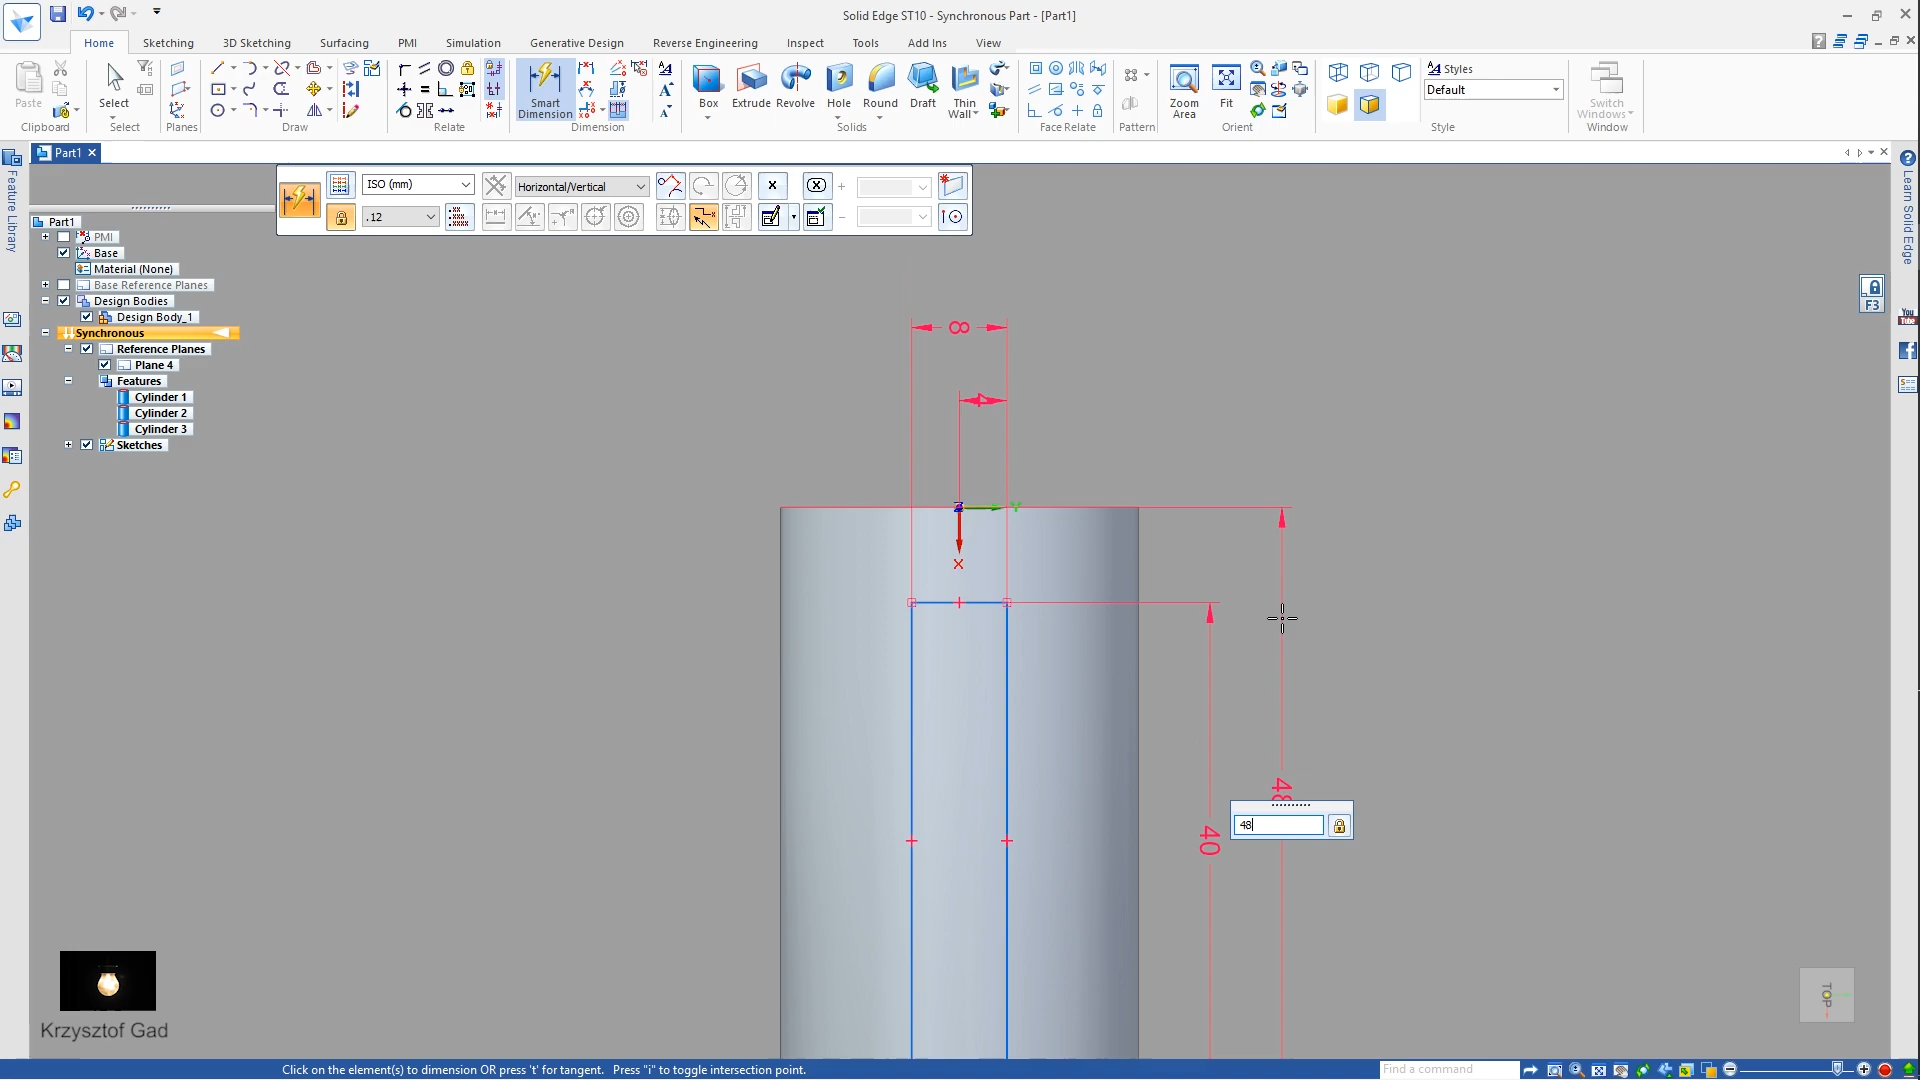 Solid Edge ST10 - Synchronous Part - [Part1]
Home
Sketching
3D Sketching
Surfacing
PMI
Simulation
Generative Design
Reverse Engineering
Inspect
Tools
Add Ins
View
Paste
Select
Smart Dimension
Box
Extrude
Revolve
Hole
Round
Draft
Thin Wall
Zoom Area
Fit
Styles
Default
Switch Windows
Clipboard
Select
Planes
Draw
Relate
Dimension
Solids
Face Relate
Pattern
Orient
Style
Window
Part1
ISO (mm)
Horizontal/Vertical
.12
Feature Library
Learn Solid Edge
Part1
PMI
Base
Material (None)
Base Reference Planes
Design Bodies
Design Body_1
Synchronous
Reference Planes
Plane 4
Features
Cylinder 1
Cylinder 2
Cylinder 3
Sketches
F3
You Tube
8
4
Z
Y
X
48
48
40
TOP
Krzysztof Gad
Click on the element(s) to dimension OR press 't' for tangent. Press "i" to toggle intersection point.
Find a command